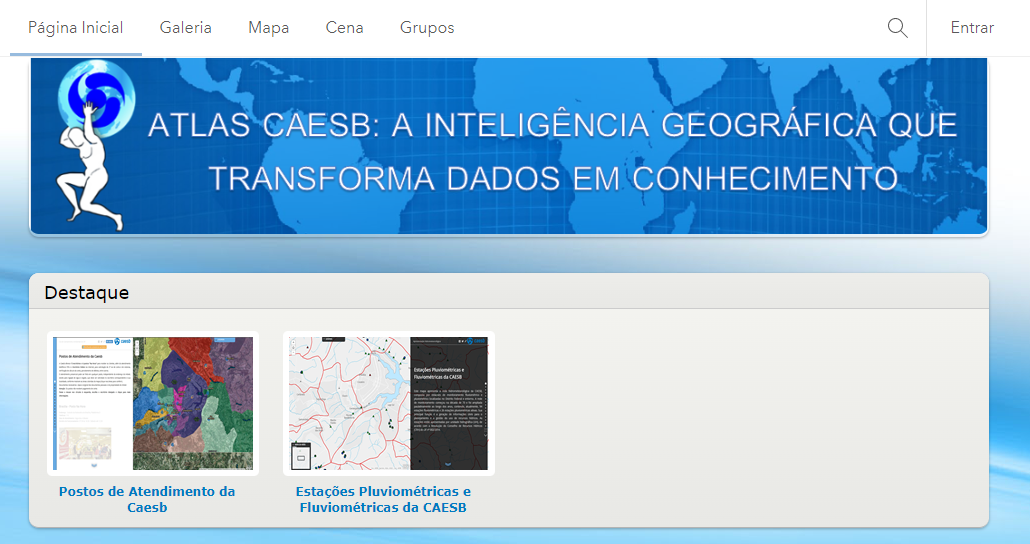 Página Inicial Galeria Mapa Cena Grupos Entrar
ATLAS CAESB: A INTELIGÊNCIA GEOGRÁFICA QUE
TRANSFORMA DADOS EM CONHECIMENTO
Destaque
Postos de Atendimento da Caesb
Estações Pluviométricas e
Fluviométricas da CAESB
Postos de Atendimento da
Caesb
Estações Pluviométricas e
Fluviométricas da CAESB